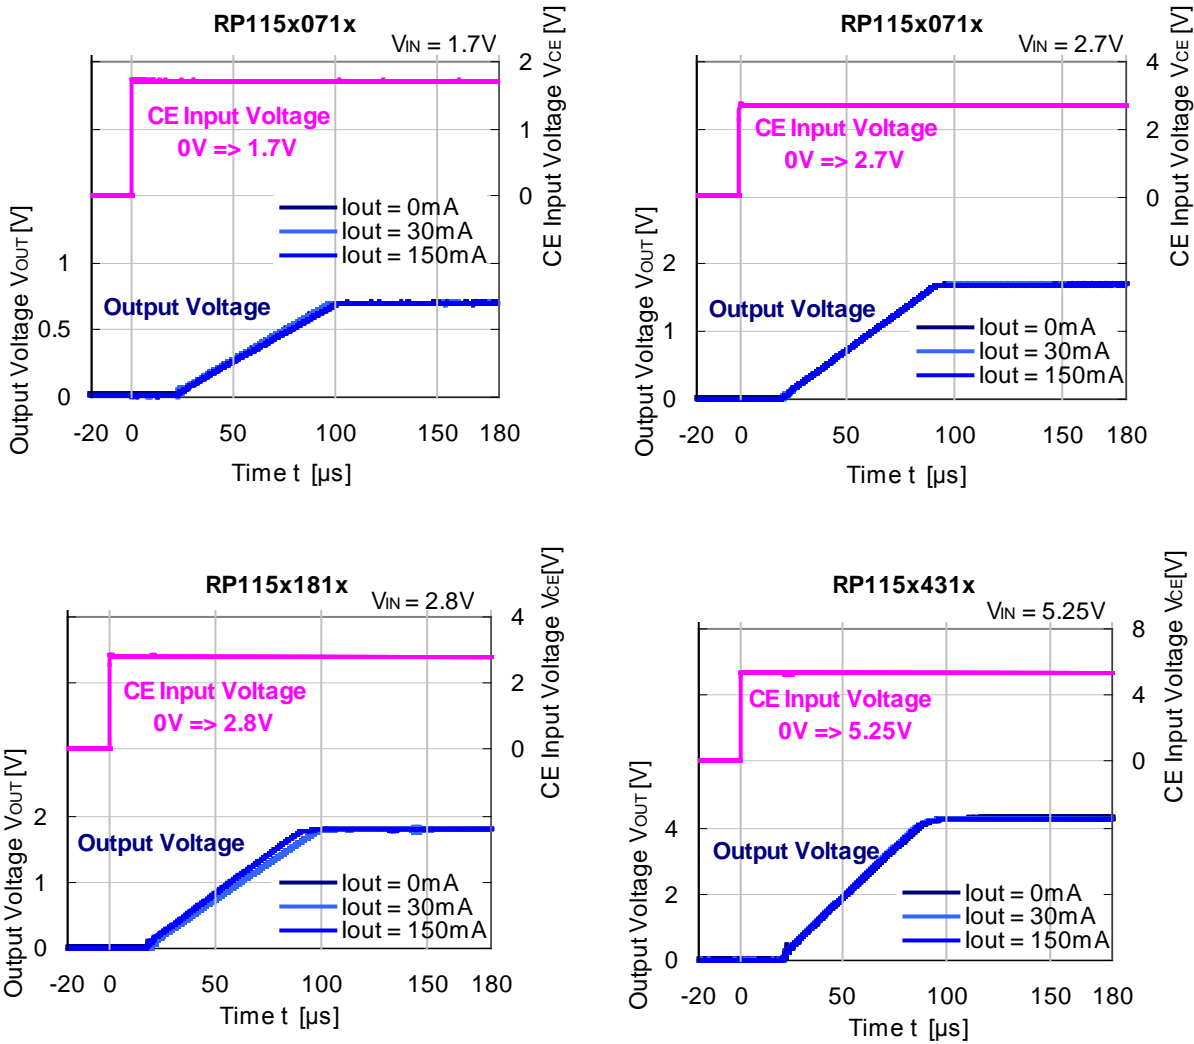 RP115x071x
VIN = 1.7V
CE Input Voltage VCE [V]
2
1
0
CE Input Voltage
0V => 1.7V
Iout = 0mA
Iout = 30mA
Iout = 150mA
Output Voltage VOUT [V]
1
0.5
0
Output Voltage
-20 0 50 100 150 180
Time t [µs]
RP115x071x
VIN = 2.7V
CE Input Voltage VCE [V]
4
2
0
CE Input Voltage
0V => 2.7V
Output Voltage VOUT [V]
2
1
0
Output Voltage
Iout = 0mA
Iout = 30mA
Iout = 150mA
-20 0 50 100 150 180
Time t [µs]
RP115x181x
VIN = 2.8V
CE Input Voltage VCE[V]
4
2
0
CE Input Voltage
0V => 2.8V
Output Voltage VOUT [V]
2
1
0
Output Voltage
Iout = 0mA
Iout = 30mA
Iout = 150mA
-20 0 50 100 150 180
Time t [µs]
RP115x431x
VIN = 5.25V
CE Input Voltage VCE[V]
8
4
0
CE Input Voltage
0V => 5.25V
Output Voltage VOUT [V]
4
2
0
Output Voltage
Iout = 0mA
Iout = 30mA
Iout = 150mA
-20 0 50 100 150 180
Time t [µs]